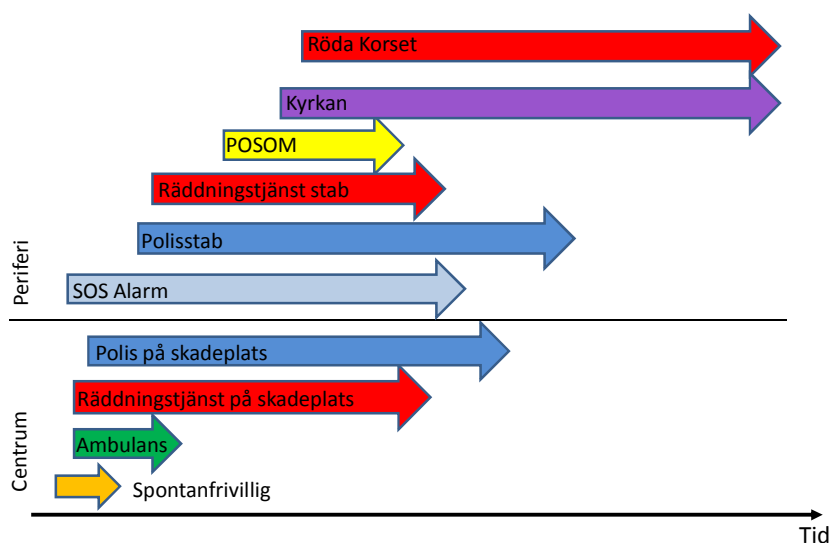 Röda Korset
Kyrkan
POSOM
Räddningstjänst stab
Polisstab
SOS Alarm
Periferi
Polis på skadeplats
Räddningstjänst på skadeplats
Ambulans
Spontanfrivillig
Centrum
Tid